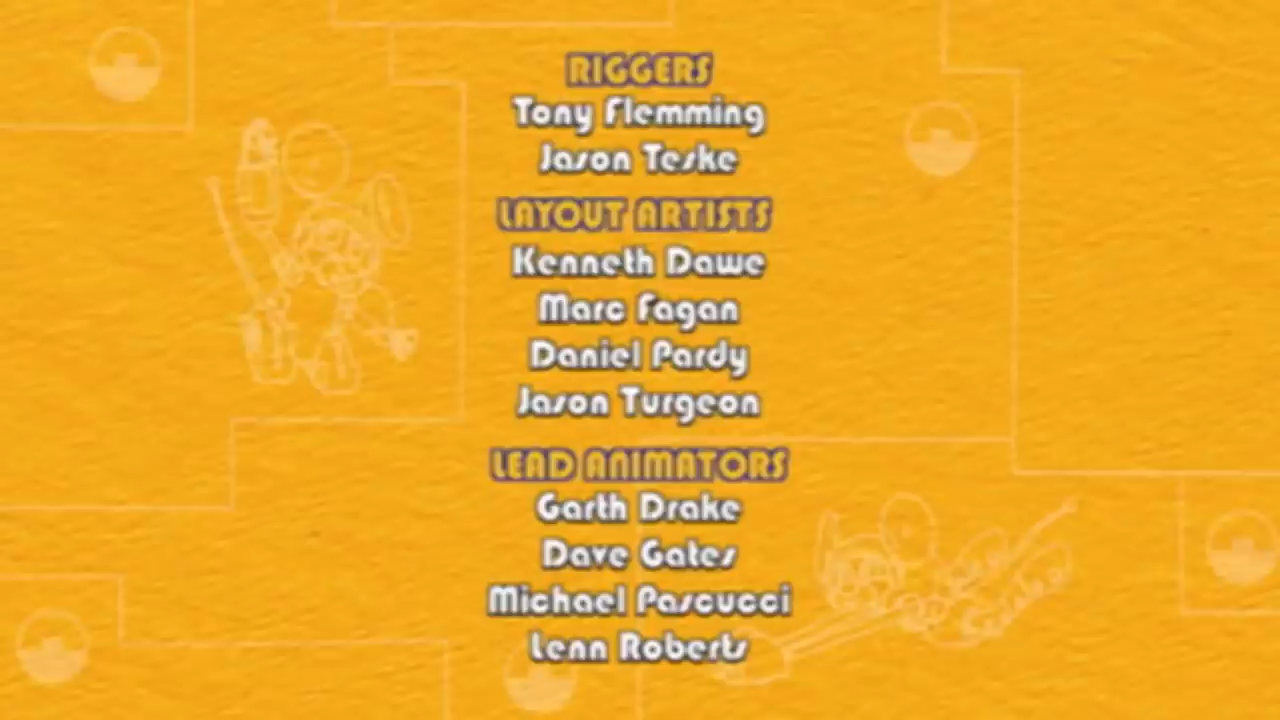 RIGGERS
Tony Flemming
Jason Teske
LAYOUT ARTISTS
Kenneth Dawe
Marc Fagan
Daniel Pardy
Jason Turgeon
LEAD ANIMATORS
Garth Drake
Dave Gates
Michael Pascucci
Lenn Roberts